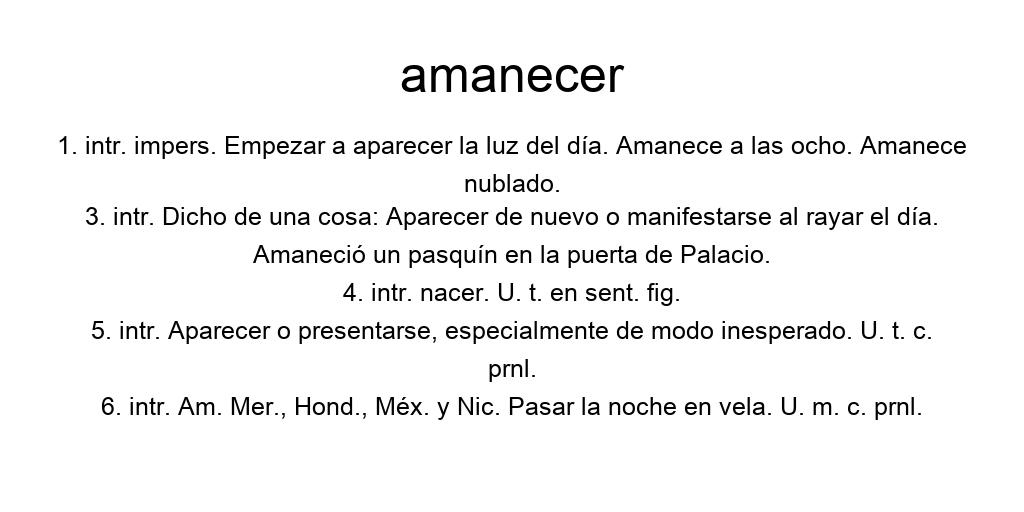 amanecer
1. intr. impers. Empezar a aparecer la luz del día. Amanece a las ocho. Amanece
nublado.
3. intr. Dicho de una cosa: Aparecer de nuevo o manifestarse al rayar el día.
Amaneció un pasquín en la puerta de Palacio.
4. intr. nacer. U. t. en sent. fig.
5. intr. Aparecer o presentarse, especialmente de modo inesperado. U. t. c.
prnl.
6. intr. Am. Mer., Hond., Méx. y Nic. Pasar la noche en vela. U. m. c. prnl.